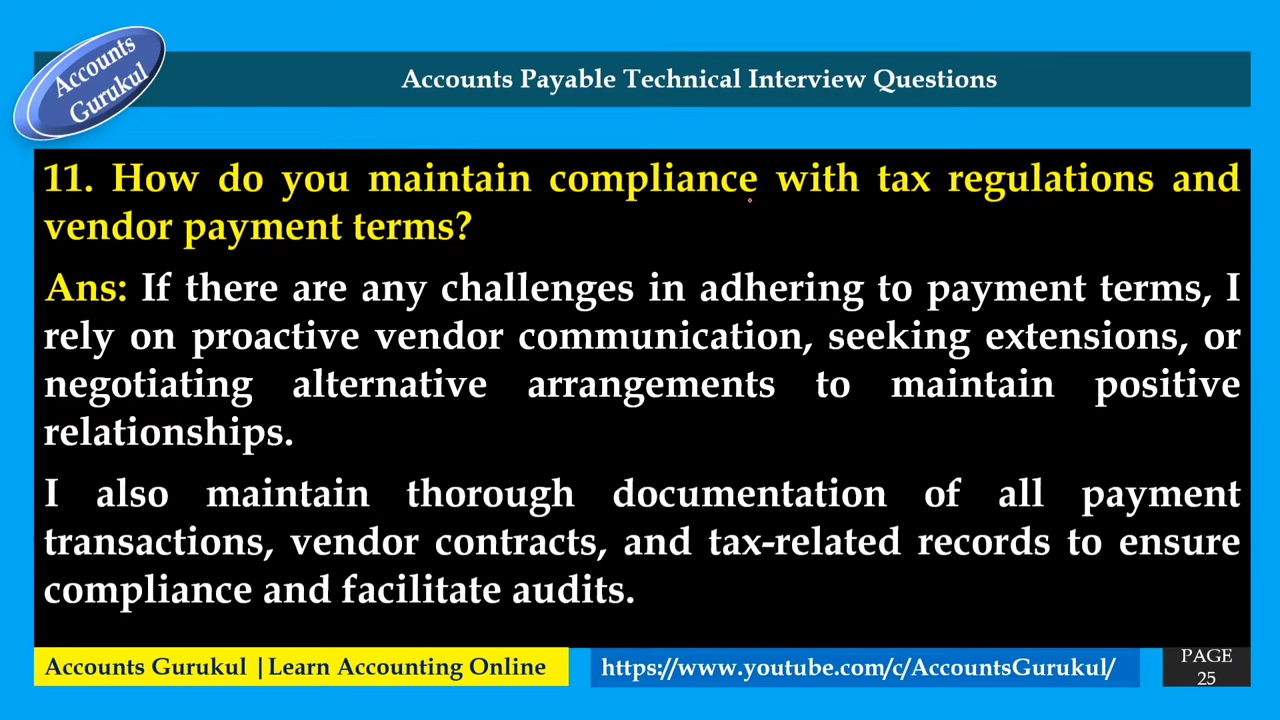 Accounts
Gurukul
Accounts Payable Technical Interview Questions
11. How do you maintain compliance with tax regulations and
vendor payment terms?
Ans: If there are any challenges in adhering to payment terms, I
rely on proactive vendor communication, seeking extensions, or
negotiating alternative arrangements to maintain positive
relationships.
I also maintain thorough documentation of all payment
transactions, vendor contracts, and tax-related records to ensure
compliance and facilitate audits.
Accounts Gurukul |Learn Accounting Online
https://www.youtube.com/c/AccountsGurukul/
PAGE
25